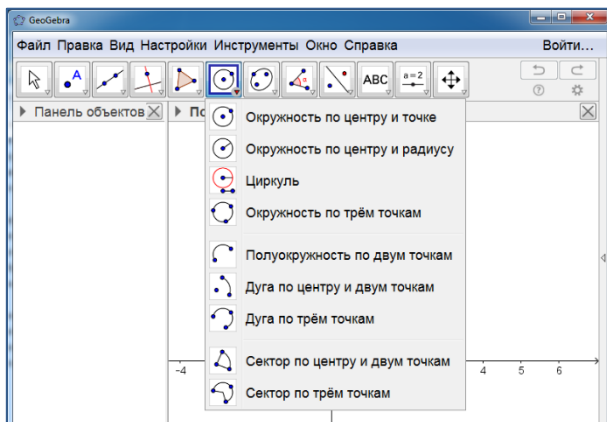 GeoGebra
Файл Правка Вид Настройки Инструменты Окно Справка Войти...
A α ABC a=2
Панель объектов По
Окружность по центру и точке
Окружность по центру и радиусу
Циркуль
Окружность по трём точкам
Полуокружность по двум точкам
Дуга по центру и двум точкам
Дуга по трём точкам
Сектор по центру и двум точкам
Сектор по трём точкам
-4 4 5 6